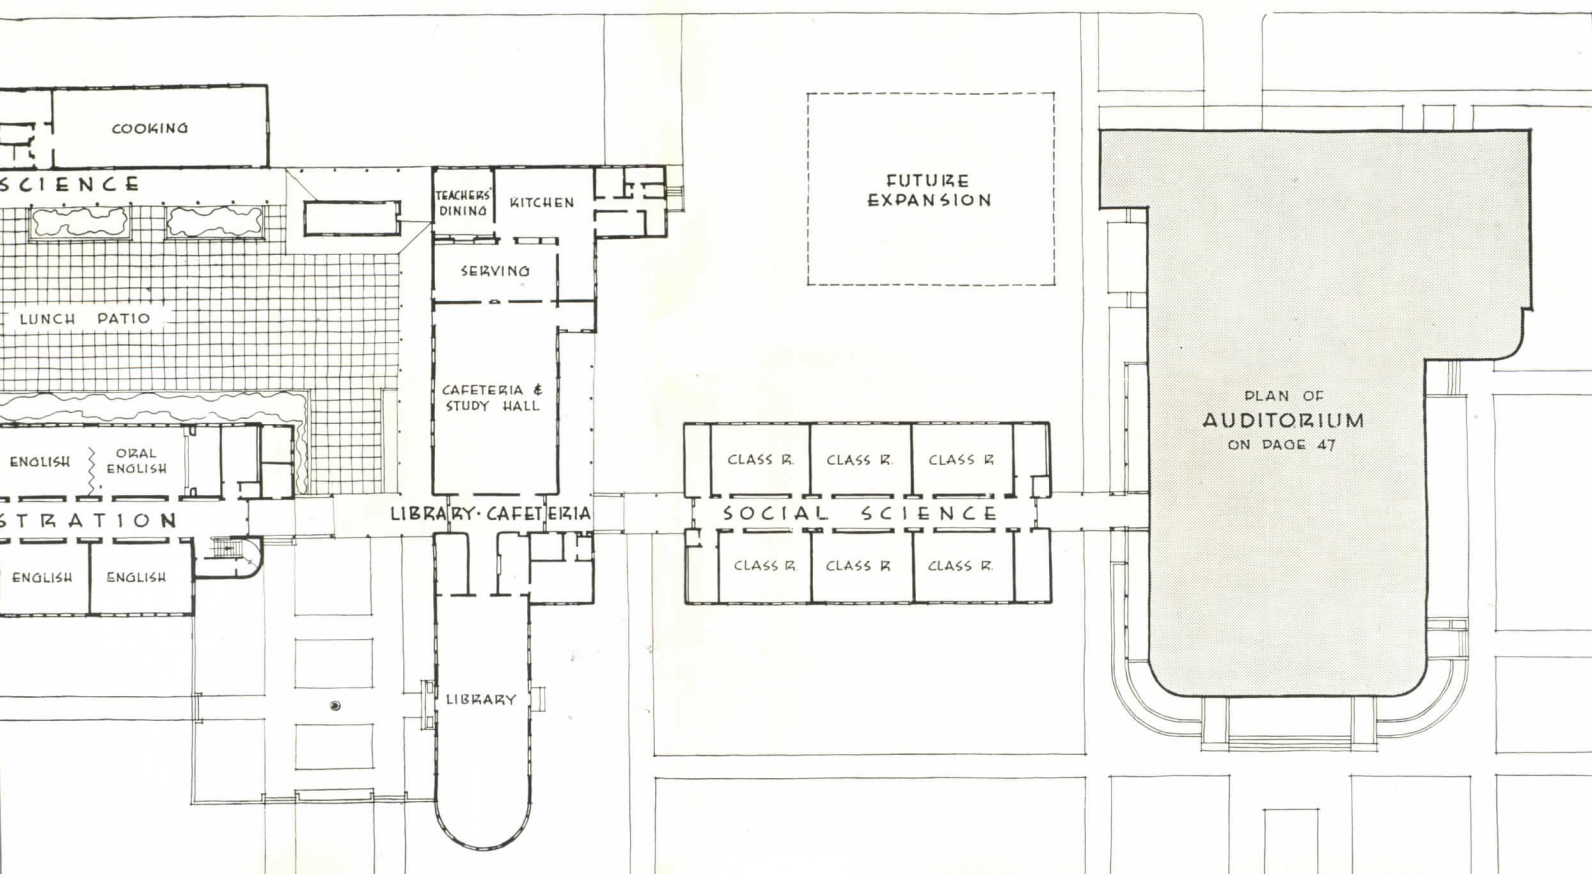 COOKING
SCIENCE
TEACHERS'
DINING
KITCHEN
FUTURE
EXPANSION
SERVING
LUNCH PATIO
CAFETERIA &
STUDY HALL
PLAN OF
AUDITORIUM
ON PAGE 47
ENGLISH
ORAL
ENGLISH
CLASS R.
CLASS R.
CLASS R
STRATION
LIBRARY · CAFETERIA
SOCIAL SCIENCE
ENGLISH
ENGLISH
CLASS R.
CLASS R
CLASS R.
LIBRARY